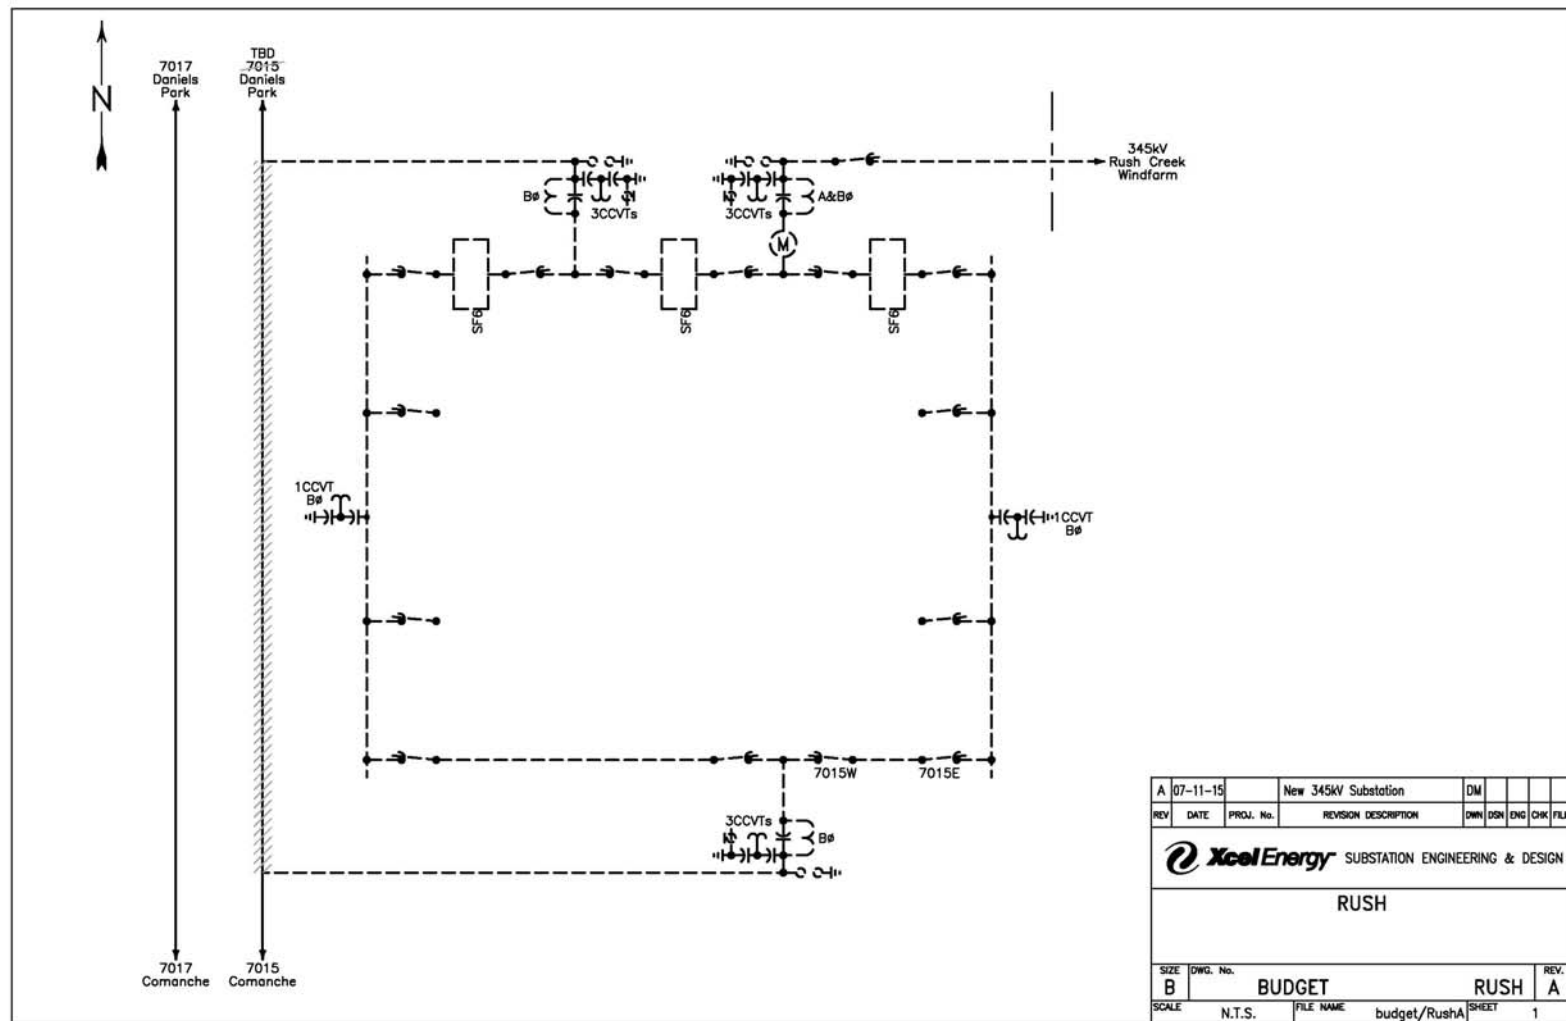 N
7017
Daniels
Park
TBD
7015
Daniels
Park
345kV
Rush Creek
Windfarm
BØ
3CCVTs
3CCVTs
A&BØ
M
SF6
SF6
SF6
1CCVT
BØ
1CCVT
BØ
7015W
7015E
3CCVTs
BØ
7017
Comanche
7015
Comanche
A 07-11-15 New 345kV Substation DM
REV DATE PROJ. No. REVISION DESCRIPTION DWN DSN ENG CHK FILE
Xcel Energy SUBSTATION ENGINEERING & DESIGN
RUSH
SIZE DWG. No. REV.
B BUDGET RUSH A
SCALE N.T.S. FILE NAME budget/RushA SHEET 1